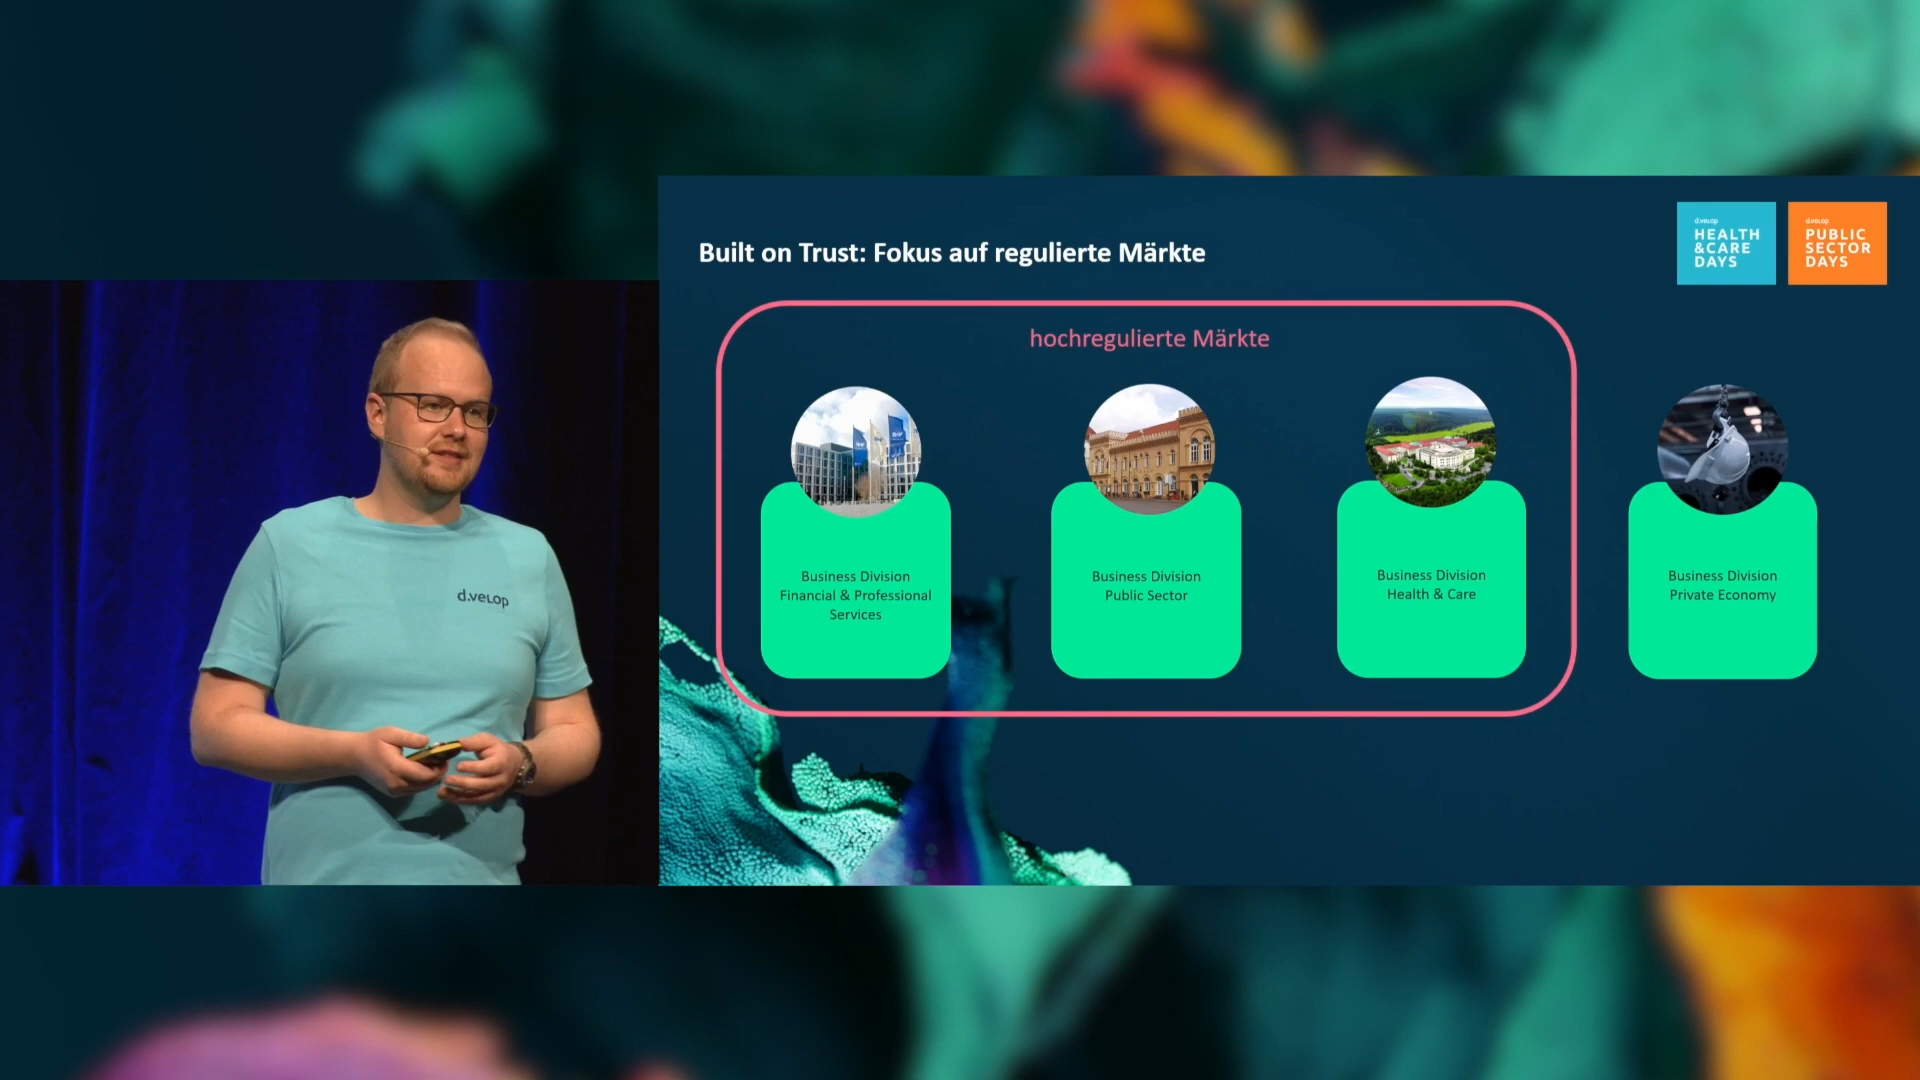 Built on Trust: Fokus auf regulierte Märkte
d.velop
HEALTH
&CARE
DAYS
d.velop
PUBLIC
SECTOR
DAYS
hochregulierte Märkte
Business Division
Financial & Professional
Services
Business Division
Public Sector
Business Division
Health & Care
Business Division
Private Economy
d.velop